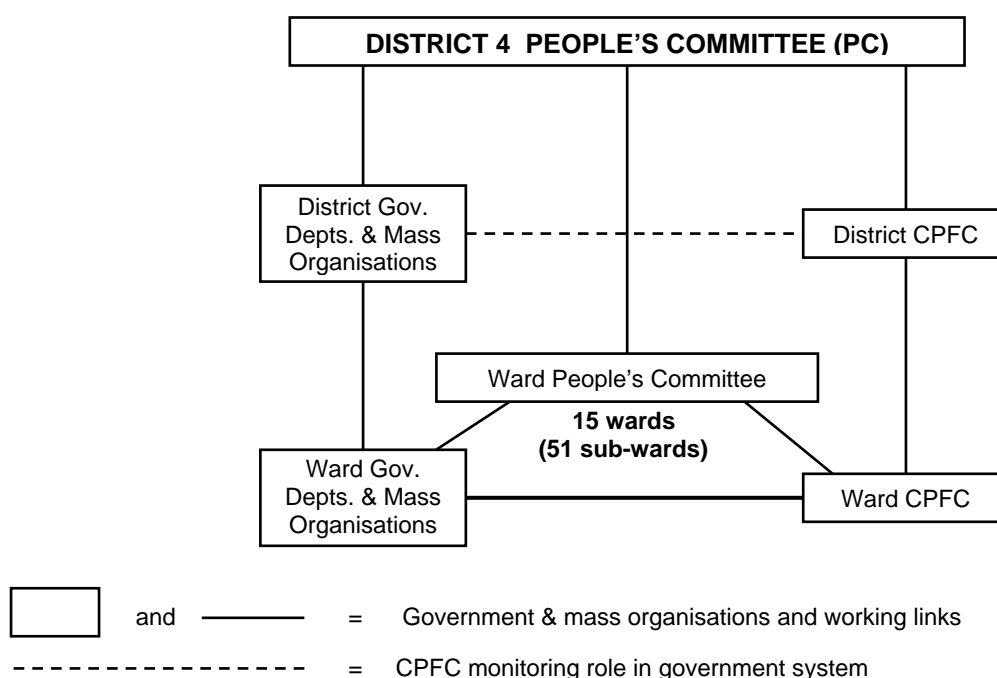 DISTRICT 4 PEOPLE’S COMMITTEE (PC)
District Gov.
Depts. & Mass
Organisations
District CPFC
Ward People’s Committee
15 wards
(51 sub-wards)
Ward Gov.
Depts. & Mass
Organisations
Ward CPFC
and = Government & mass organisations and working links
= CPFC monitoring role in government system